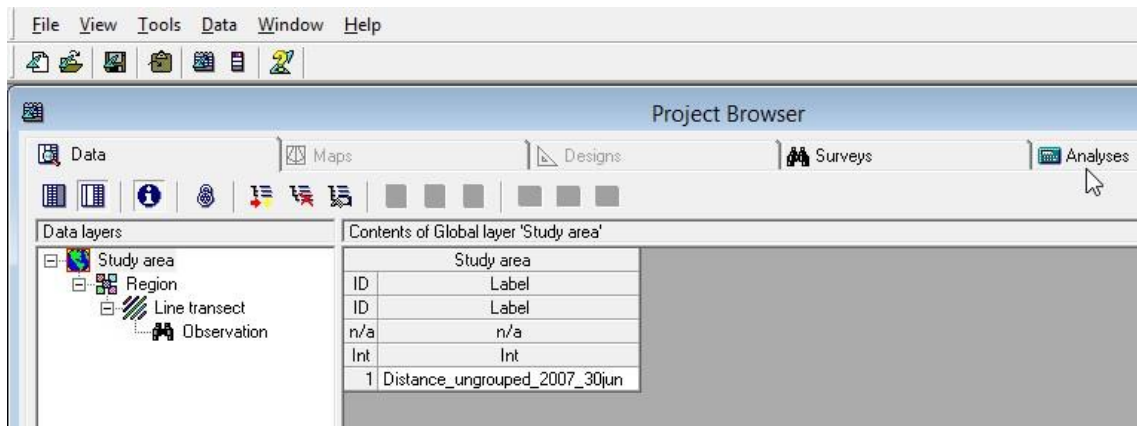 File View Tools Data Window Help
Project Browser
Data Maps Designs Surveys Analyses
Data layers
Contents of Global layer 'Study area'
Study area
Region
Line transect
Observation
Study area
ID Label
ID Label
n/a n/a
Int Int
1 Distance_ungrouped_2007_30jun